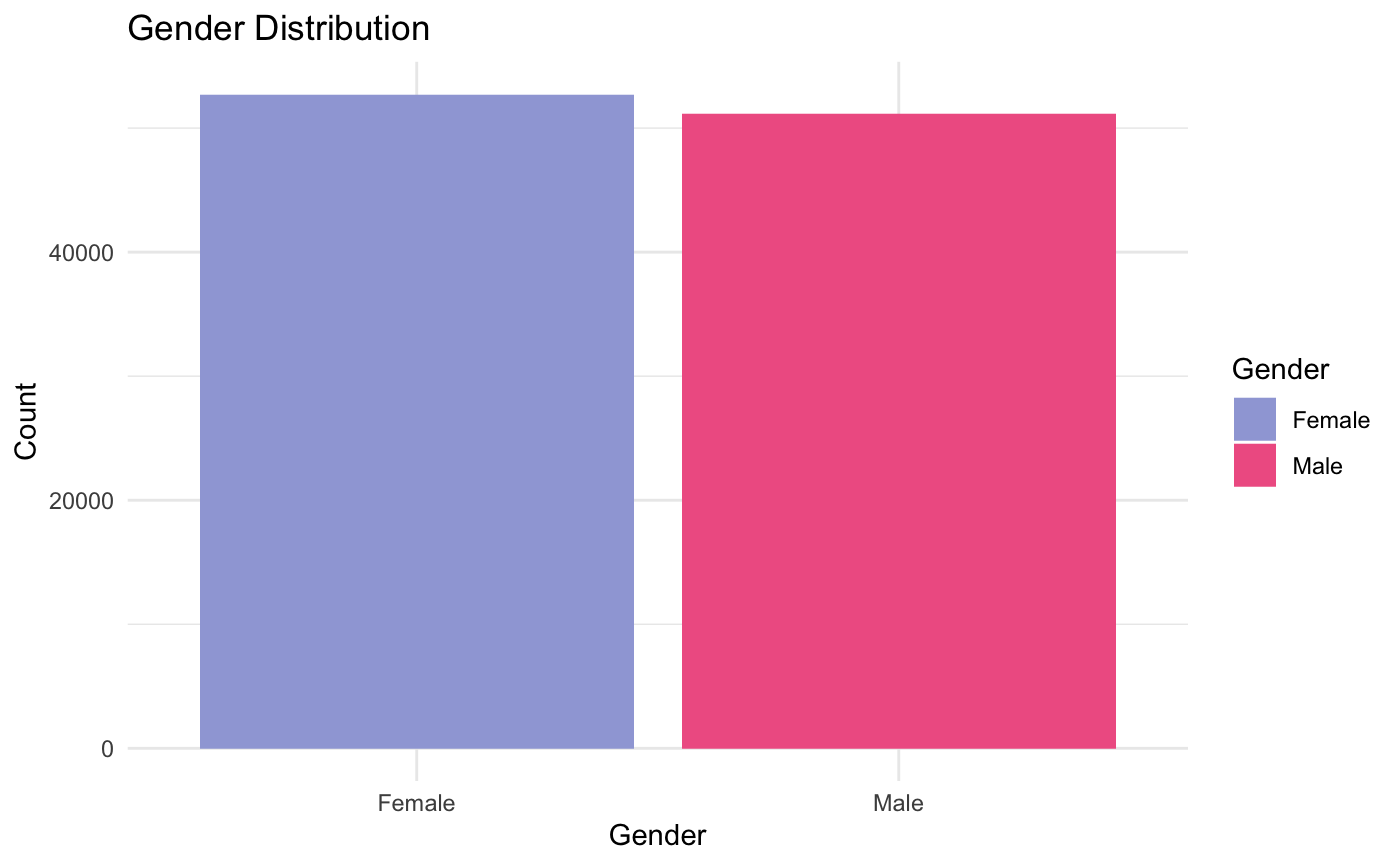 Gender Distribution
40000
20000
0
Count
Female
Male
Gender
Gender
Female
Male